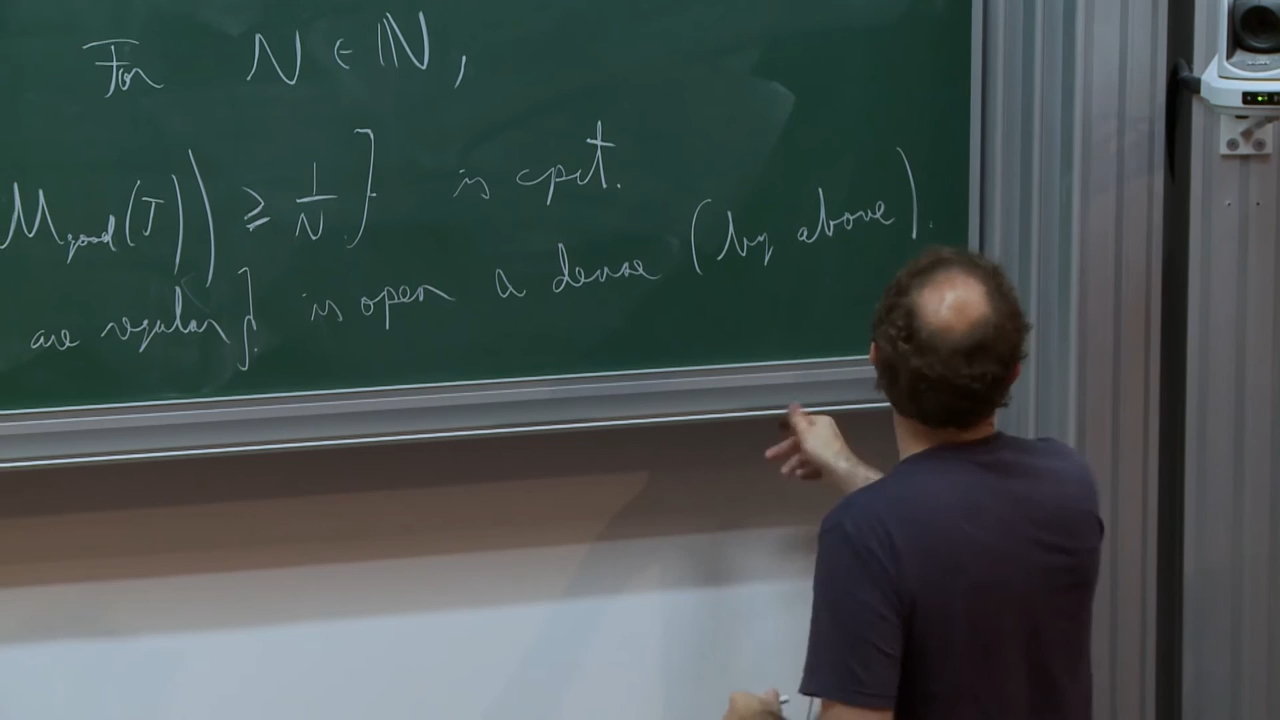 For N ∈ ℕ,
M_good(J)) ≥ 1/N } is cpct.
are regular }. is open a dense (by above).